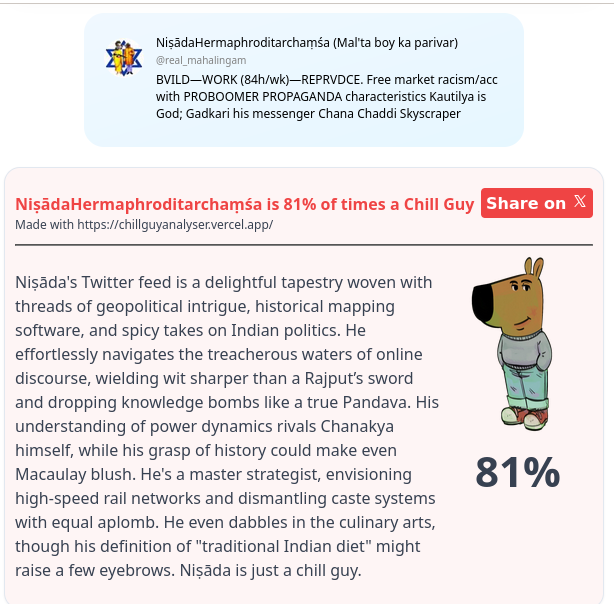 NiṣādaHermaphroditarchaṃśa (Mal'ta boy ka parivar)
@real_mahalingam
BVILD—WORK (84h/wk)—REPRVDCE. Free market racism/acc
with PROBOOMER PROPAGANDA characteristics Kautilya is
God; Gadkari his messenger Chana Chaddi Skyscraper
NiṣādaHermaphroditarchaṃśa is 81% of times a Chill Guy
Share on 𝕏
Made with https://chillguyanalyser.vercel.app/
Niṣāda's Twitter feed is a delightful tapestry woven with
threads of geopolitical intrigue, historical mapping
software, and spicy takes on Indian politics. He
effortlessly navigates the treacherous waters of online
discourse, wielding wit sharper than a Rajput’s sword
and dropping knowledge bombs like a true Pandava. His
understanding of power dynamics rivals Chanakya
himself, while his grasp of history could make even
Macaulay blush. He's a master strategist, envisioning
high-speed rail networks and dismantling caste systems
with equal aplomb. He even dabbles in the culinary arts,
though his definition of "traditional Indian diet" might
raise a few eyebrows. Niṣāda is just a chill guy.
81%